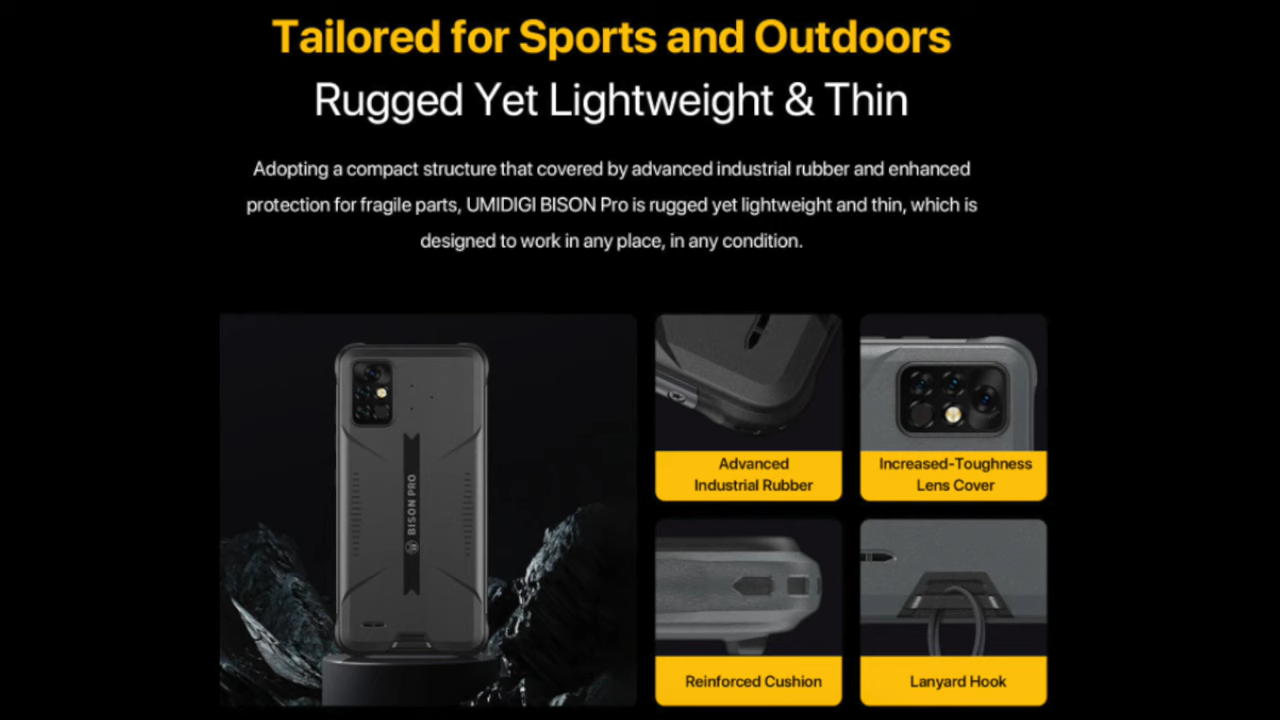 Tailored for Sports and Outdoors
Rugged Yet Lightweight & Thin
Adopting a compact structure that covered by advanced industrial rubber and enhanced
protection for fragile parts, UMIDIGI BISON Pro is rugged yet lightweight and thin, which is
designed to work in any place, in any condition.
BISON PRO
Advanced
Industrial Rubber
Increased-Toughness
Lens Cover
Reinforced Cushion
Lanyard Hook